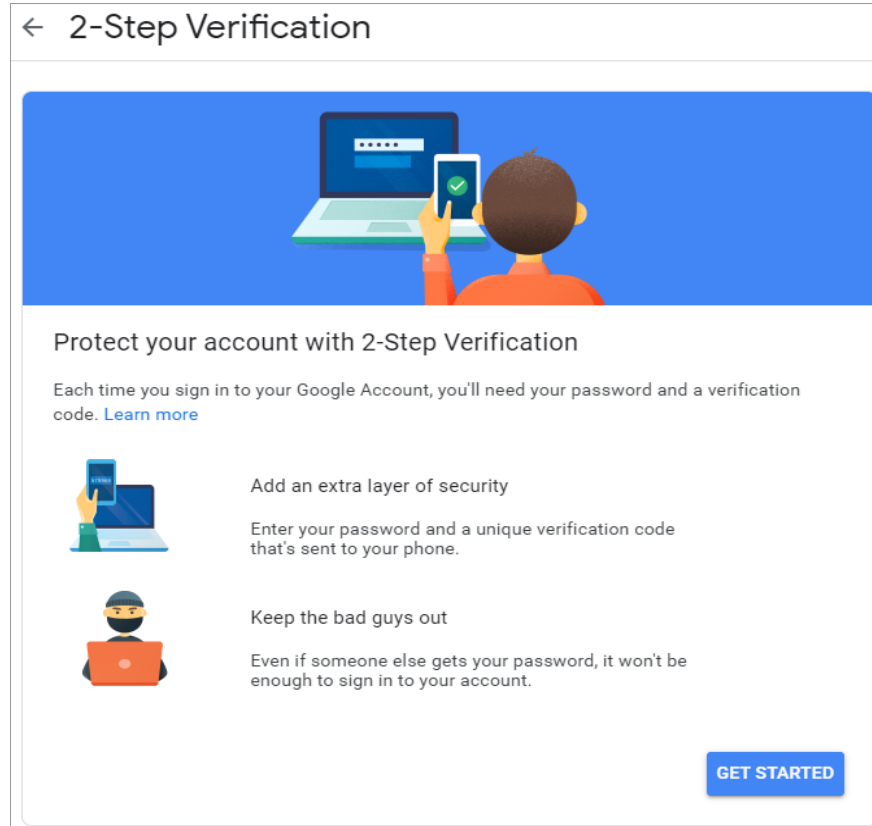 2-Step Verification
Protect your account with 2-Step Verification
Each time you sign in to your Google Account, you'll need your password and a verification
code. Learn more
Add an extra layer of security
Enter your password and a unique verification code
that's sent to your phone.
Keep the bad guys out
Even if someone else gets your password, it won't be
enough to sign in to your account.
GET STARTED